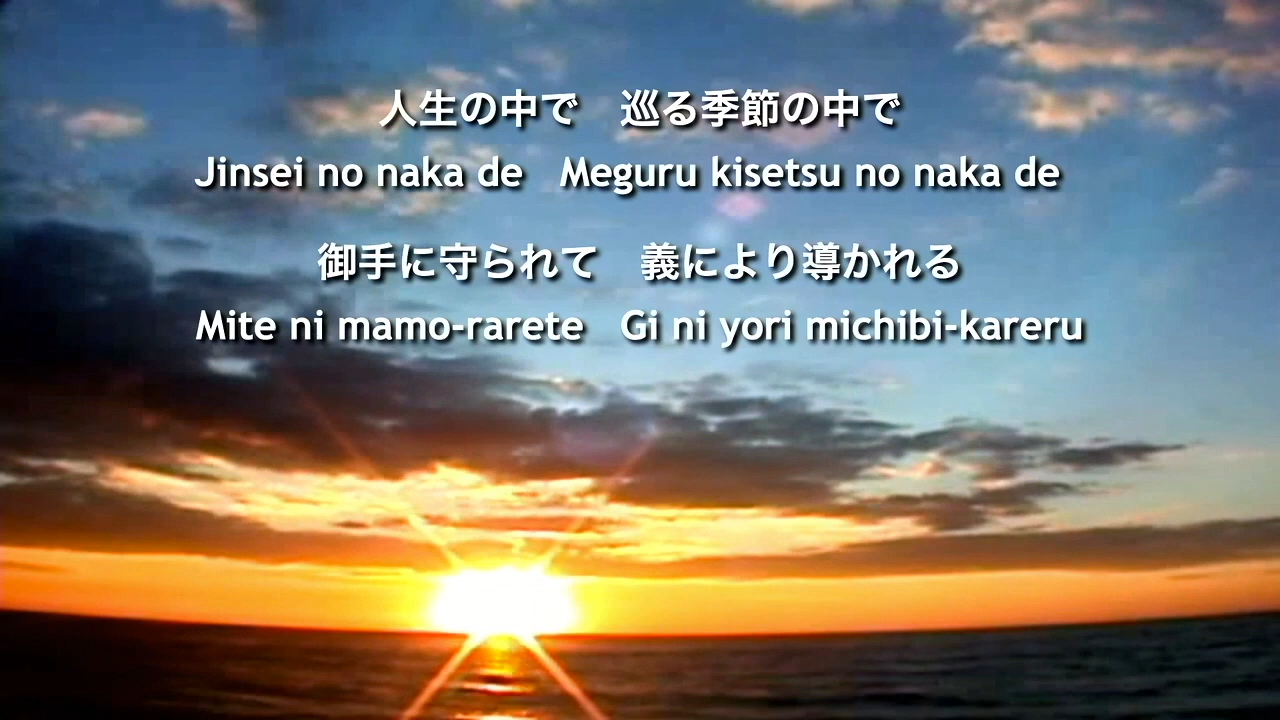 人生の中で　巡る季節の中で
Jinsei no naka de　Meguru kisetsu no naka de
御手に守られて　義により導かれる
Mite ni mamo-rarete　Gi ni yori michibi-kareru